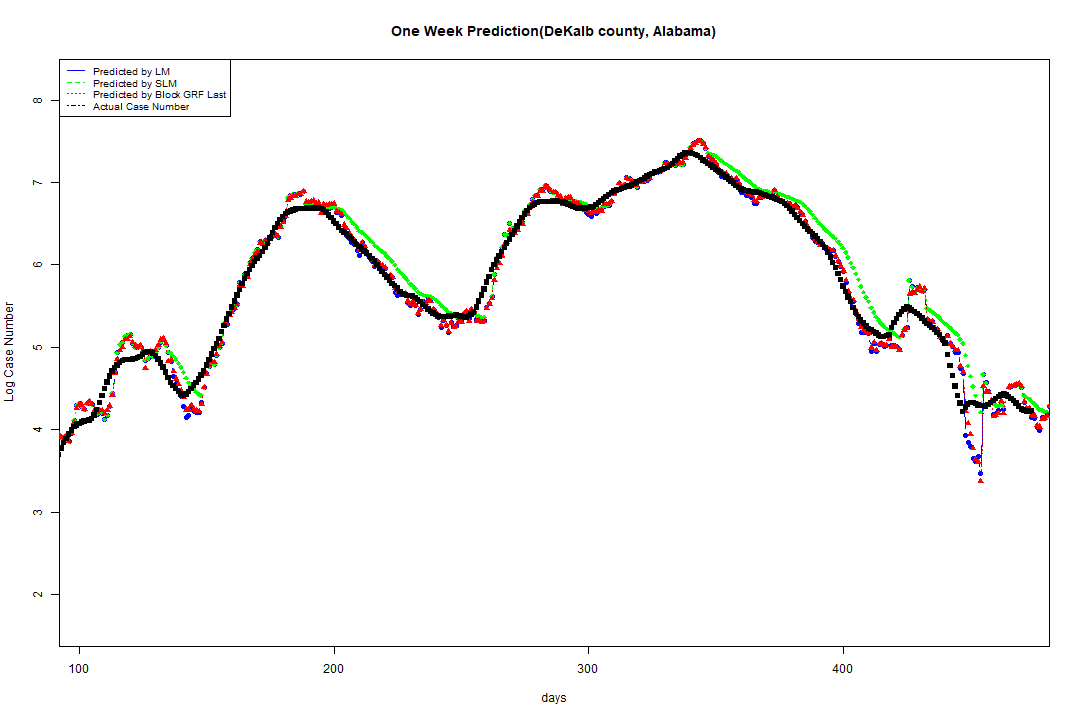 One Week Prediction(DeKalb county, Alabama)
Predicted by LM
Predicted by SLM
Predicted by Block GRF Last
Actual Case Number
8
7
6
5
4
3
2
Log Case Number
100 200 300 400
days